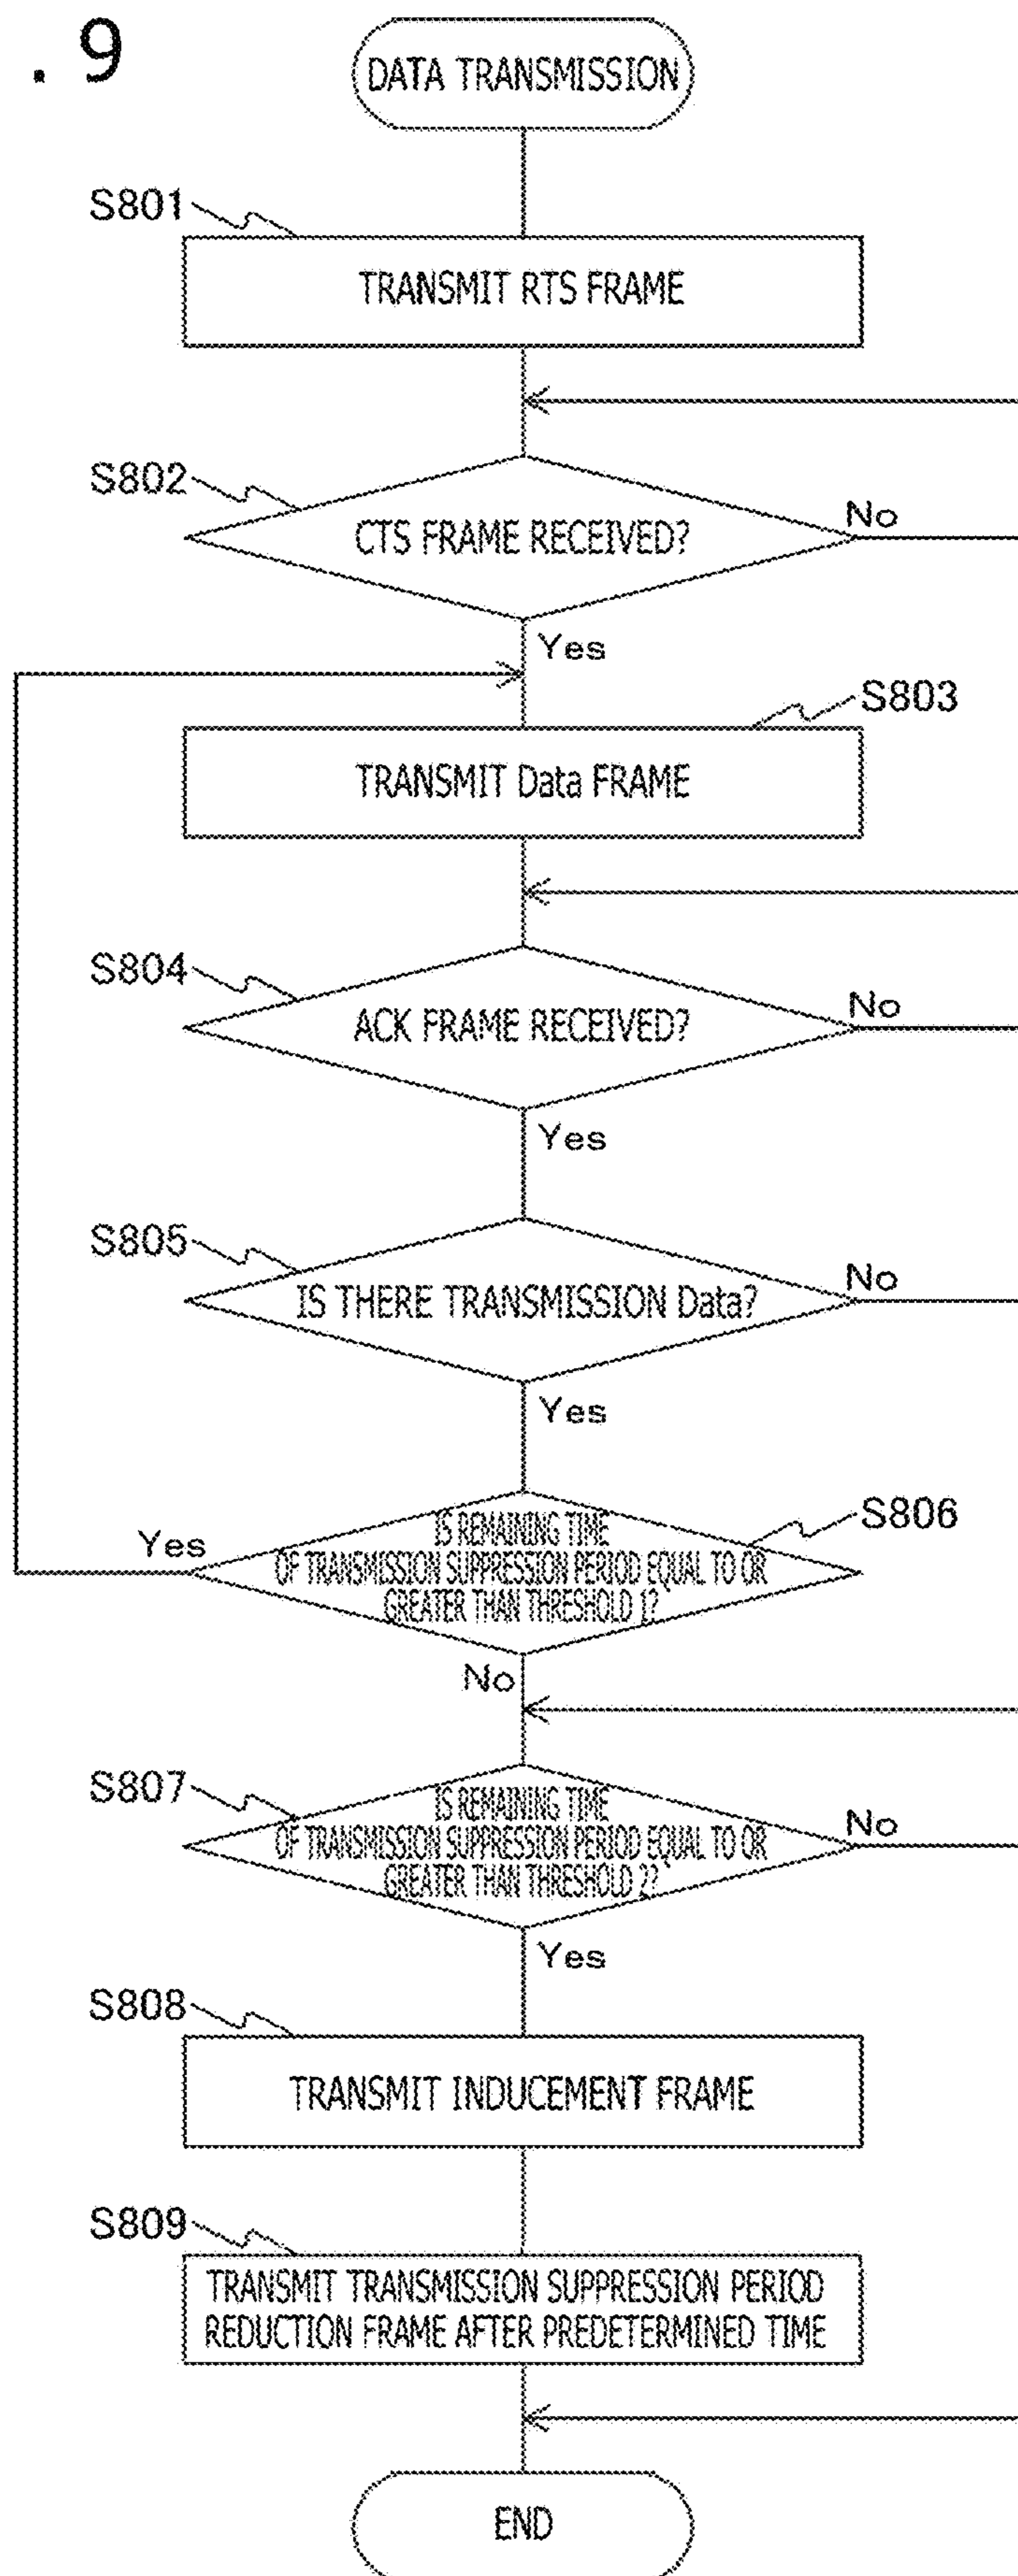 . 9
DATA TRANSMISSION
S801
TRANSMIT RTS FRAME
S802
CTS FRAME RECEIVED?
No
Yes
S803
TRANSMIT Data FRAME
S804
ACK FRAME RECEIVED?
No
Yes
S805
IS THERE TRANSMISSION Data?
No
Yes
S806
IS REMAINING TIME
OF TRANSMISSION SUPPRESSION PERIOD EQUAL TO OR
GREATER THAN THRESHOLD 1?
Yes
No
S807
IS REMAINING TIME
OF TRANSMISSION SUPPRESSION PERIOD EQUAL TO OR
GREATER THAN THRESHOLD 2?
No
Yes
S808
TRANSMIT INDUCEMENT FRAME
S809
TRANSMIT TRANSMISSION SUPPRESSION PERIOD
REDUCTION FRAME AFTER PREDETERMINED TIME
END